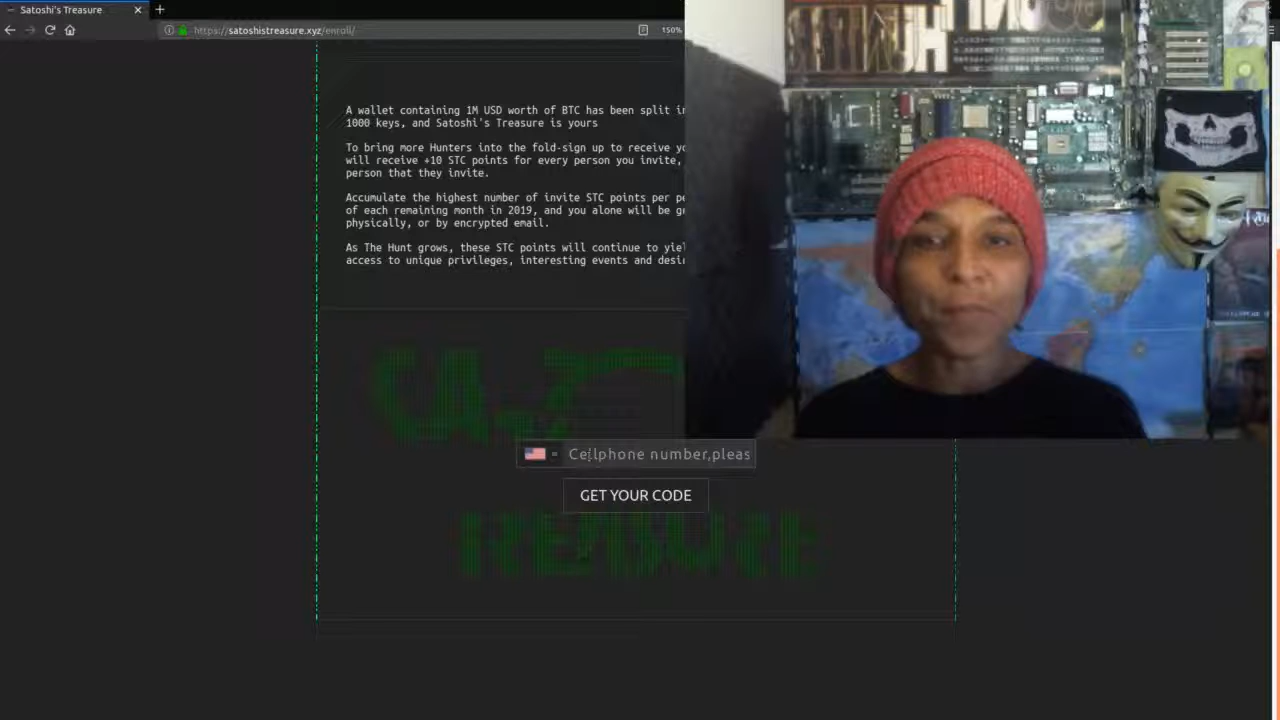 Satoshi's Treasure
https://satoshistreasure.xyz/enroll/
150%
A wallet containing 1M USD worth of BTC has been split in
1000 keys, and Satoshi's Treasure is yours
To bring more Hunters into the fold-sign up to receive yo
will receive +10 STC points for every person you invite,
person that they invite.
Accumulate the highest number of invite STC points per pe
of each remaining month in 2019, and you alone will be g
physically, or by encrypted email.
As The Hunt grows, these STC points will continue to yiel
access to unique privileges, interesting events and desi
Cellphone number,pleas
GET YOUR CODE
TREASURE